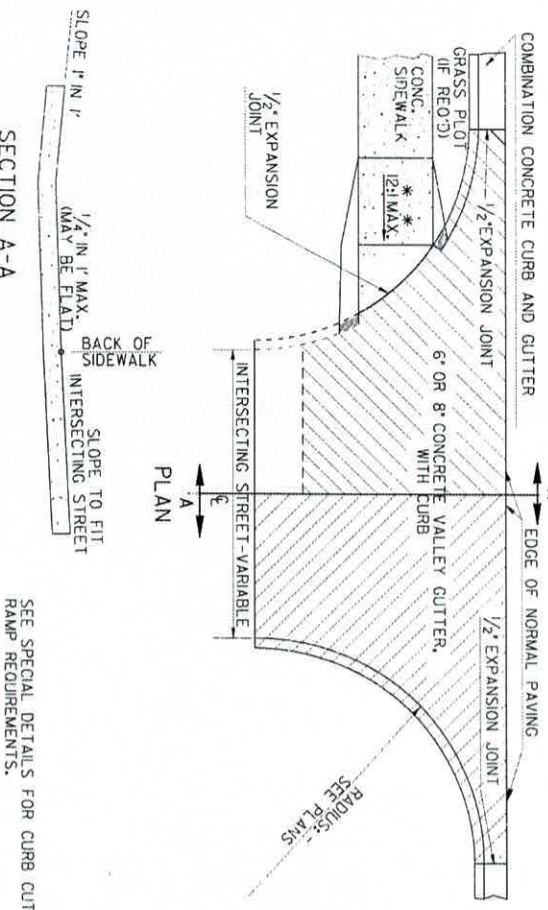 COMBINATION CONCRETE CURB AND GUTTER
EDGE OF NORMAL PAVING
1/2" EXPANSION JOINT
1/2" EXPANSION JOINT
GRASS PLOT
(IF REQ'D)
CONC.
SIDEWALK
* *
12:1 MAX.
1/2" EXPANSION
JOINT
6" OR 8" CONCRETE VALLEY GUTTER,
WITH CURB
INTERSECTING STREET-VARIABLE
RADIUS:-
SEE PLANS
A
℄
PLAN
SLOPE 1" IN 1'
1/4" IN 1' MAX.
(MAY BE FLAT)
BACK OF
SIDEWALK
SLOPE TO FIT
INTERSECTING STREET
SECTION A-A
SEE SPECIAL DETAILS FOR CURB CUT
RAMP REQUIREMENTS.